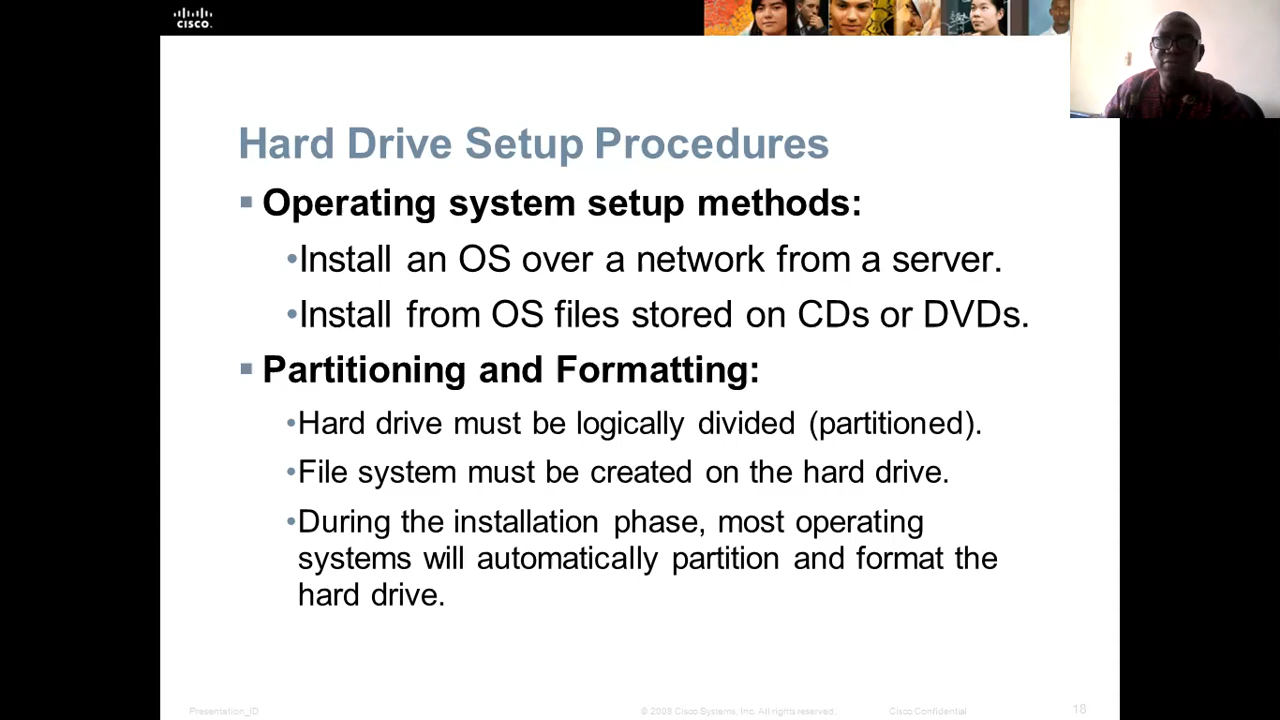 CISCO.
Hard Drive Setup Procedures
▪ Operating system setup methods:
•Install an OS over a network from a server.
•Install from OS files stored on CDs or DVDs.
▪ Partitioning and Formatting:
•Hard drive must be logically divided (partitioned).
•File system must be created on the hard drive.
•During the installation phase, most operating
systems will automatically partition and format the
hard drive.
Presentation_ID © 2008 Cisco Systems, Inc. All rights reserved. Cisco Confidential 18